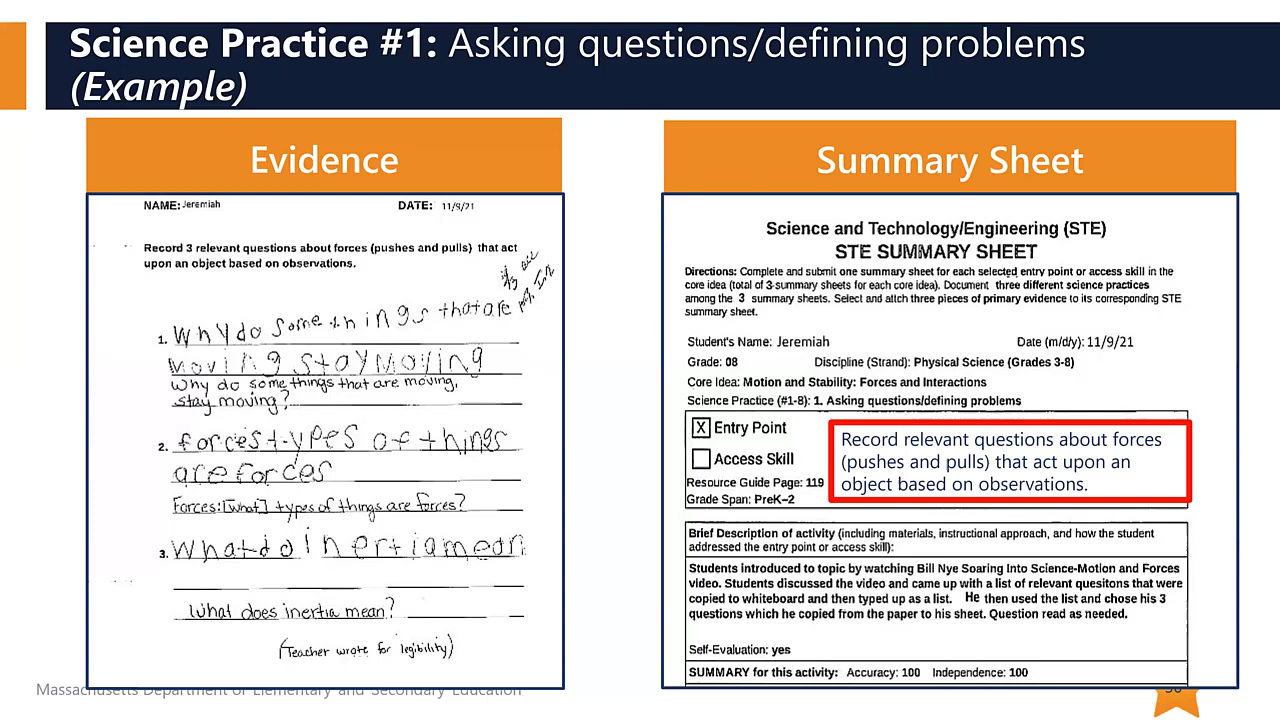 Science Practice #1: Asking questions/defining problems
(Example)
Evidence
NAME: Jeremiah DATE: 11/9/21
Record 3 relevant questions about forces (pushes and pulls) that act
upon an object based on observations.
1. Why do some things that are
moving stay moving
Why do some things that are moving,
stay moving?
2. forces types of things
are forces
Forces: [What] types of things are forces?
3. What do inertia mean
What does inertia mean?
(Teacher wrote for legibility)
Summary Sheet
Science and Technology/Engineering (STE)
STE SUMMARY SHEET
Directions: Complete and submit one summary sheet for each selected entry point or access skill in the
core idea (total of 3 summary sheets for each core idea). Document three different science practices
among the 3 summary sheets. Select and attch three pieces of primary evidence to its corresponding STE
summary sheet.
Student's Name: Jeremiah Date (m/d/y): 11/9/21
Grade: 08 Discipline (Strand): Physical Science (Grades 3-8)
Core Idea: Motion and Stability: Forces and Interactions
Science Practice (#1-8): 1. Asking questions/defining problems
X Entry Point
Access Skill
Resource Guide Page: 119
Grade Span: PreK–2
Record relevant questions about forces
(pushes and pulls) that act upon an
object based on observations.
Brief Description of activity (including materials, instructional approach, and how the student
addressed the entry point or access skill):
Students introduced to topic by watching Bill Nye Soaring Into Science-Motion and Forces
video. Students discussed the video and came up with a list of relevant quesitons that were
copied to whiteboard and then typed up as a list. He then used the list and chose his 3
questions which he copied from the paper to his sheet. Question read as needed.
Self-Evaluation: yes
SUMMARY for this activity: Accuracy: 100 Independence: 100
Massachusetts Department of Elementary and Secondary Education